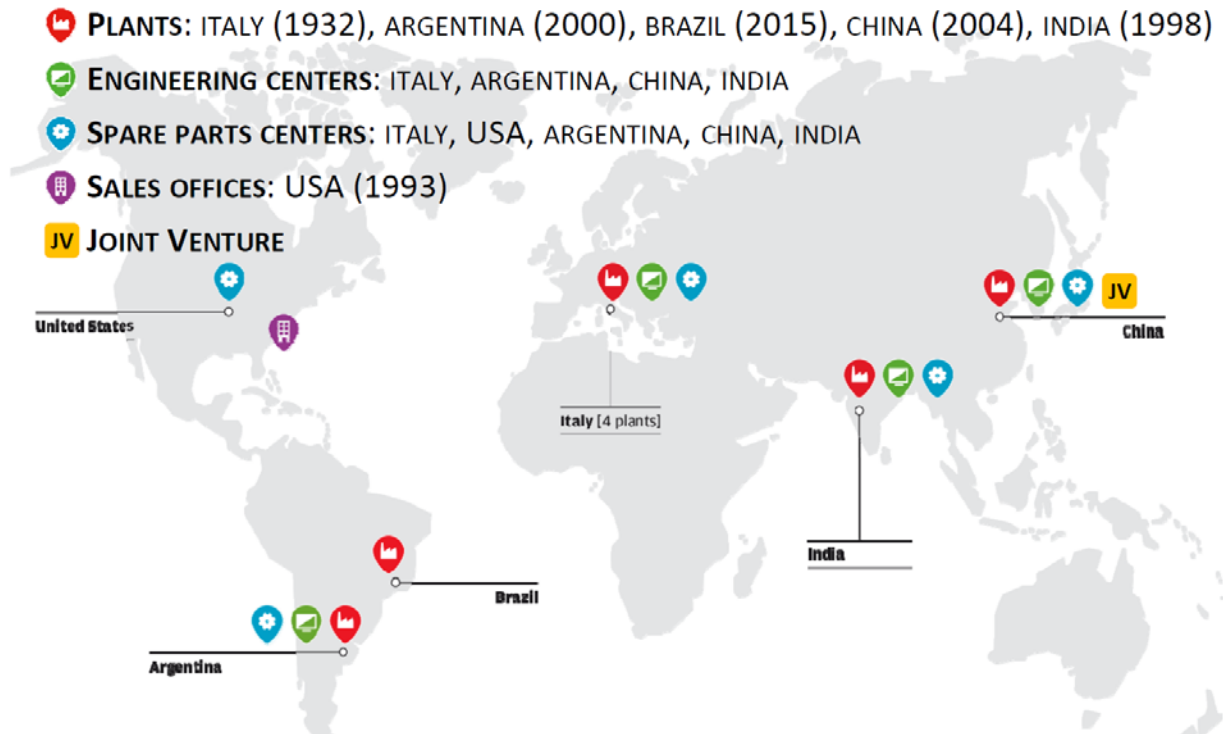 PLANTS: ITALY (1932), ARGENTINA (2000), BRAZIL (2015), CHINA (2004), INDIA (1998)
ENGINEERING CENTERS: ITALY, ARGENTINA, CHINA, INDIA
SPARE PARTS CENTERS: ITALY, USA, ARGENTINA, CHINA, INDIA
SALES OFFICES: USA (1993)
JV JOINT VENTURE
JV
United States
China
Italy [4 plants]
India
Brazil
Argentina